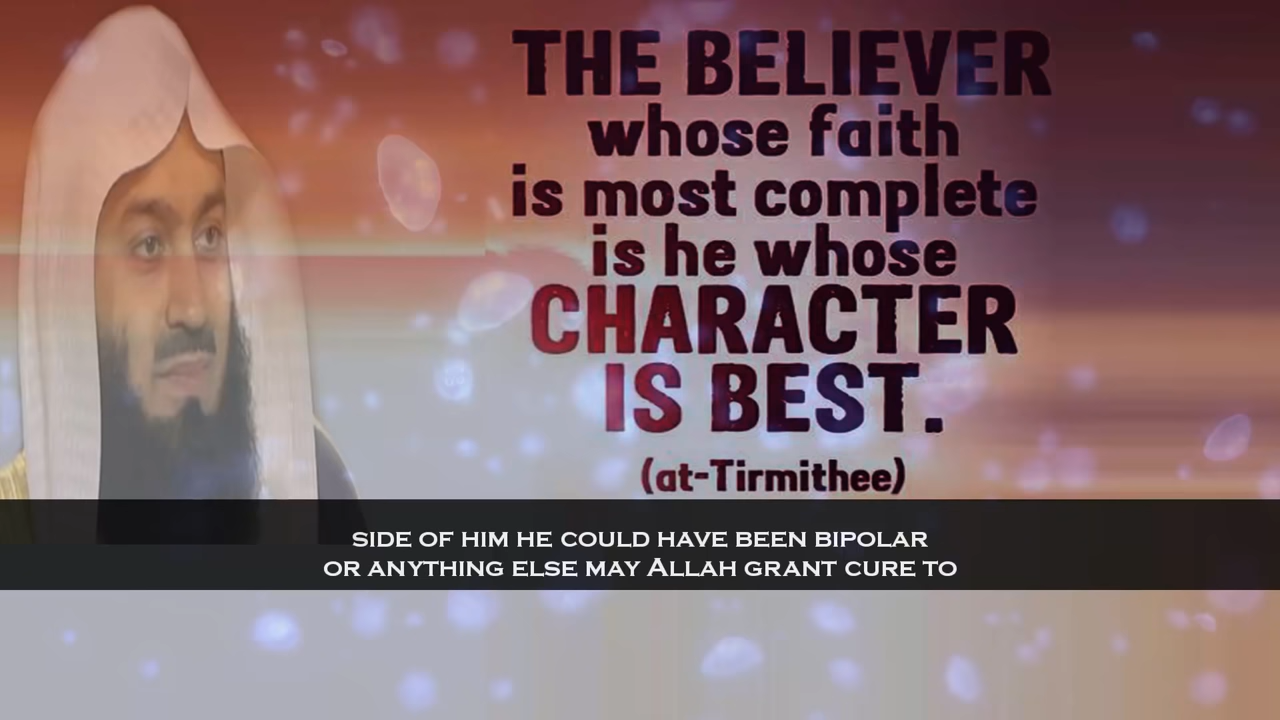 THE BELIEVER
whose faith
is most complete
is he whose
CHARACTER
IS BEST.
(at-Tirmithee)
SIDE OF HIM HE COULD HAVE BEEN BIPOLAR
OR ANYTHING ELSE MAY ALLAH GRANT CURE TO